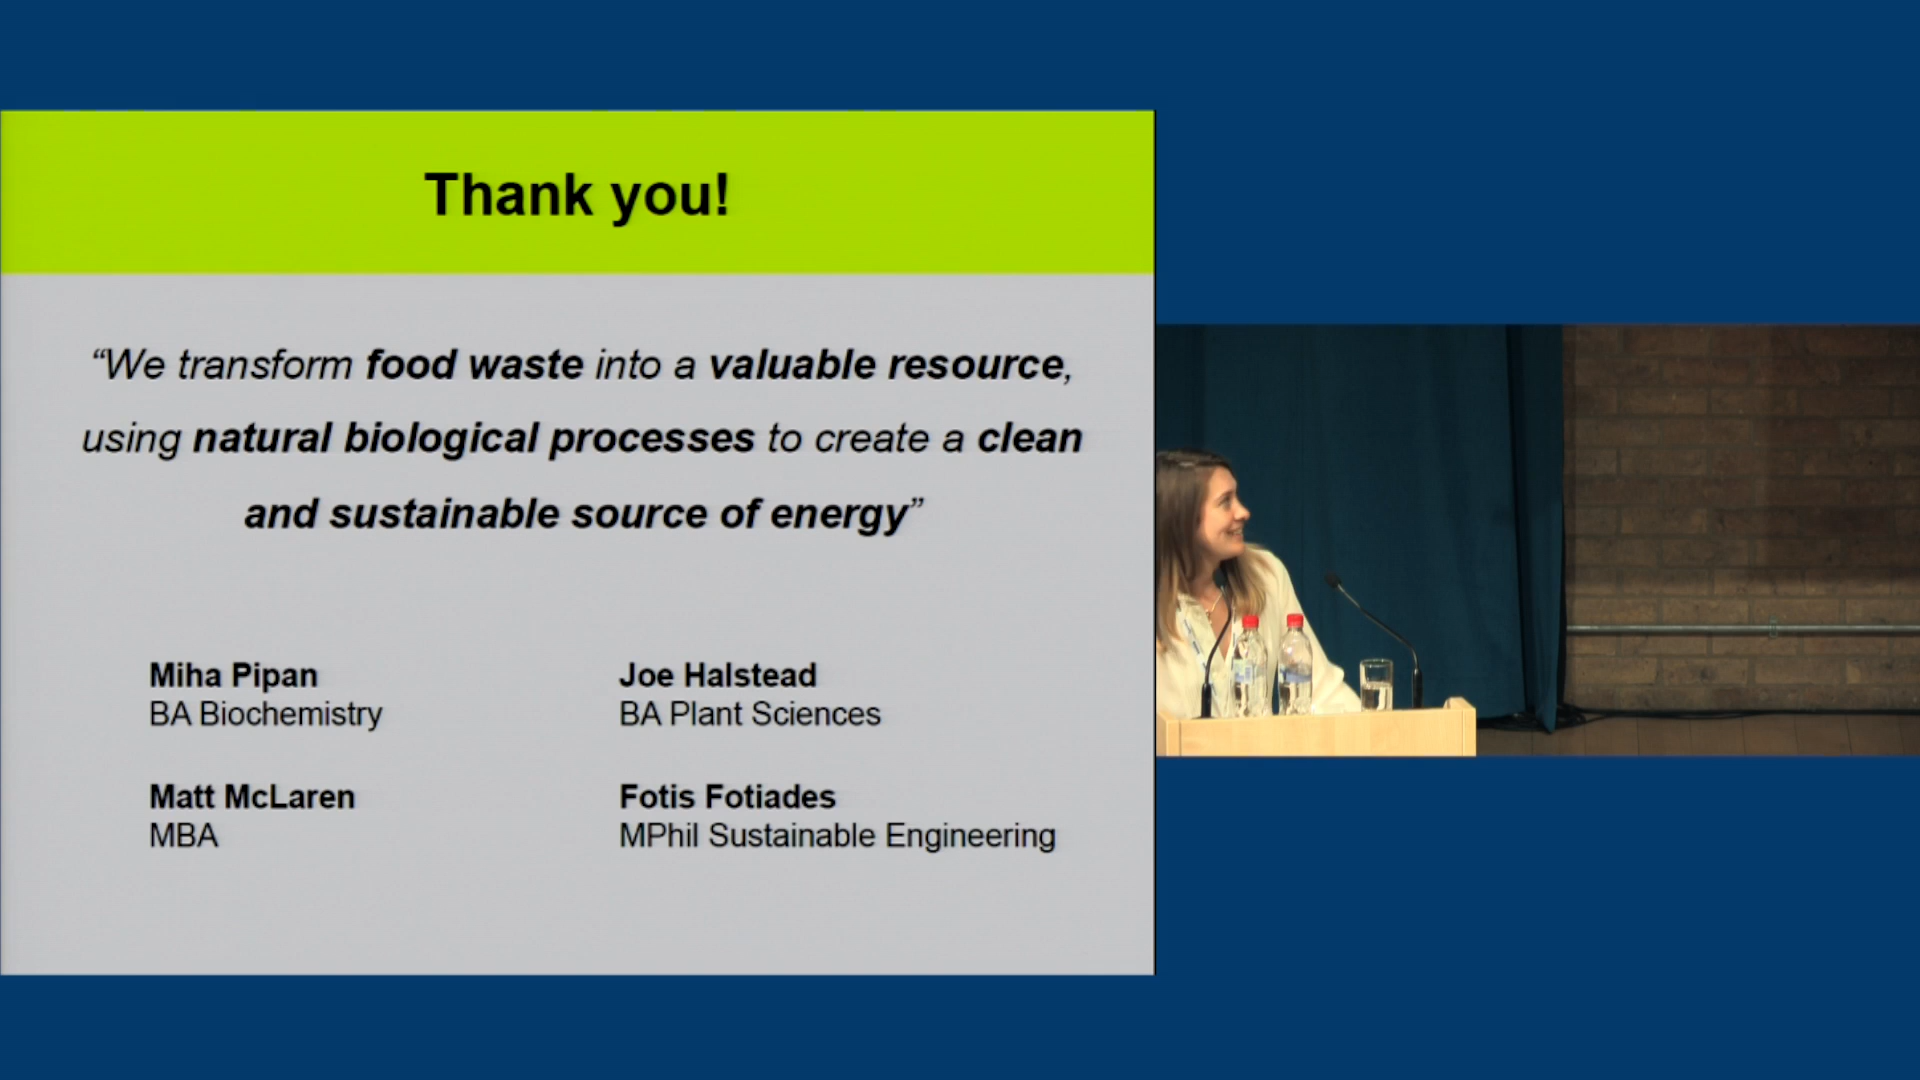 Thank you!
“We transform food waste into a valuable resource,
using natural biological processes to create a clean
and sustainable source of energy”
Miha Pipan
BA Biochemistry
Joe Halstead
BA Plant Sciences
Matt McLaren
MBA
Fotis Fotiades
MPhil Sustainable Engineering